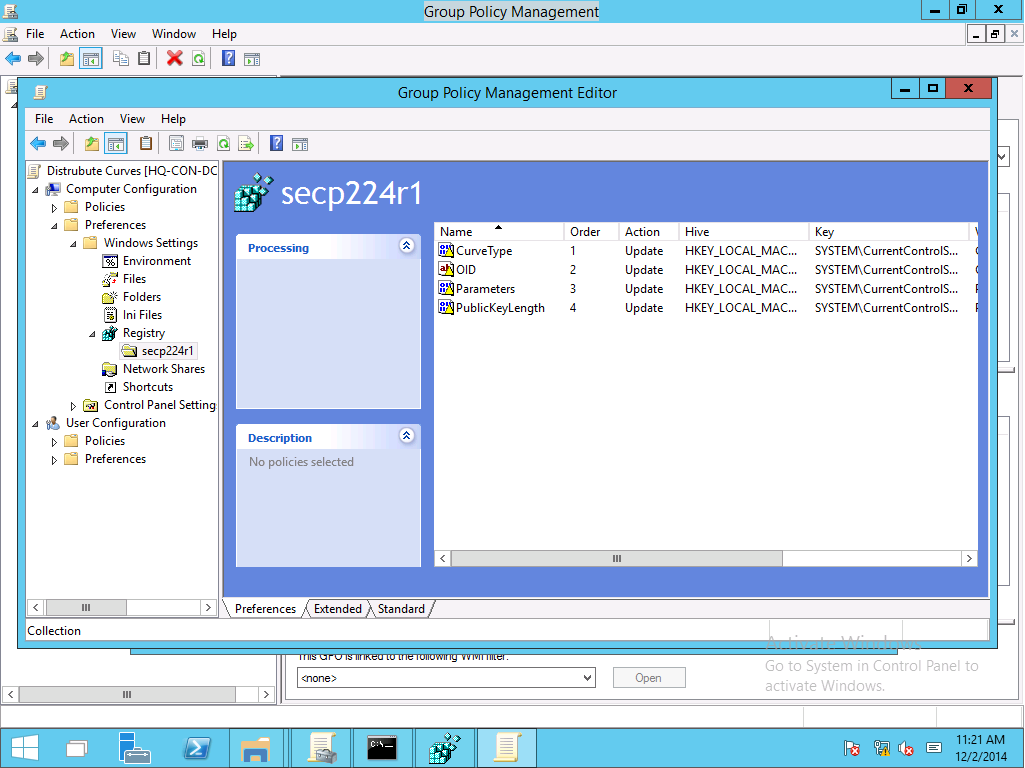 Group Policy Management
File Action View Window Help
Group Policy Management Editor
File Action View Help
Distrubute Curves [HQ-CON-DC
Computer Configuration
Policies
Preferences
Windows Settings
Environment
Files
Folders
Ini Files
Registry
secp224r1
Network Shares
Shortcuts
Control Panel Setting
User Configuration
Policies
Preferences
secp224r1
Processing
Description
No policies selected
Name Order Action Hive Key
CurveType 1 Update HKEY_LOCAL_MAC... SYSTEM\CurrentControlS...
OID 2 Update HKEY_LOCAL_MAC... SYSTEM\CurrentControlS...
Parameters 3 Update HKEY_LOCAL_MAC... SYSTEM\CurrentControlS...
PublicKeyLength 4 Update HKEY_LOCAL_MAC... SYSTEM\CurrentControlS...
Preferences Extended Standard
Collection
This GPO is linked to the following WMI filter:
<none> Open
Activate Windows
Go to System in Control Panel to
activate Windows.
C:\_
11:21 AM
12/2/2014